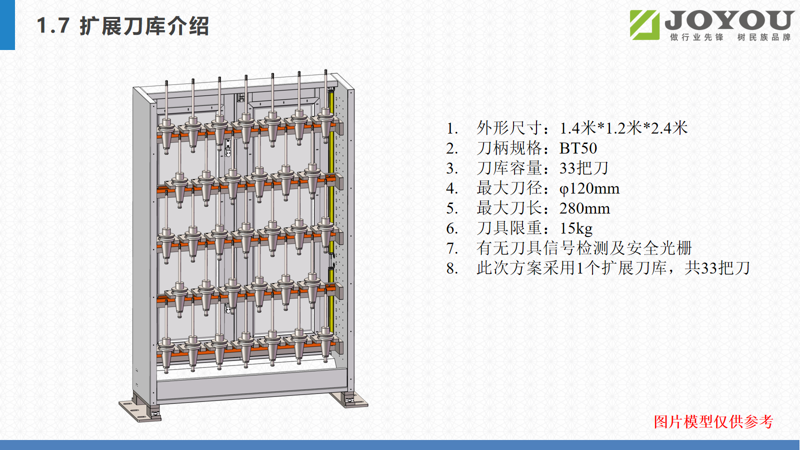 1.7 扩展刀库介绍
JOYOU
做行业先锋 树民族品牌
1. 外形尺寸：1.4米*1.2米*2.4米
2. 刀柄规格：BT50
3. 刀库容量：33把刀
4. 最大刀径：φ120mm
5. 最大刀长：280mm
6. 刀具限重：15kg
7. 有无刀具信号检测及安全光栅
8. 此次方案采用1个扩展刀库，共33把刀
图片模型仅供参考